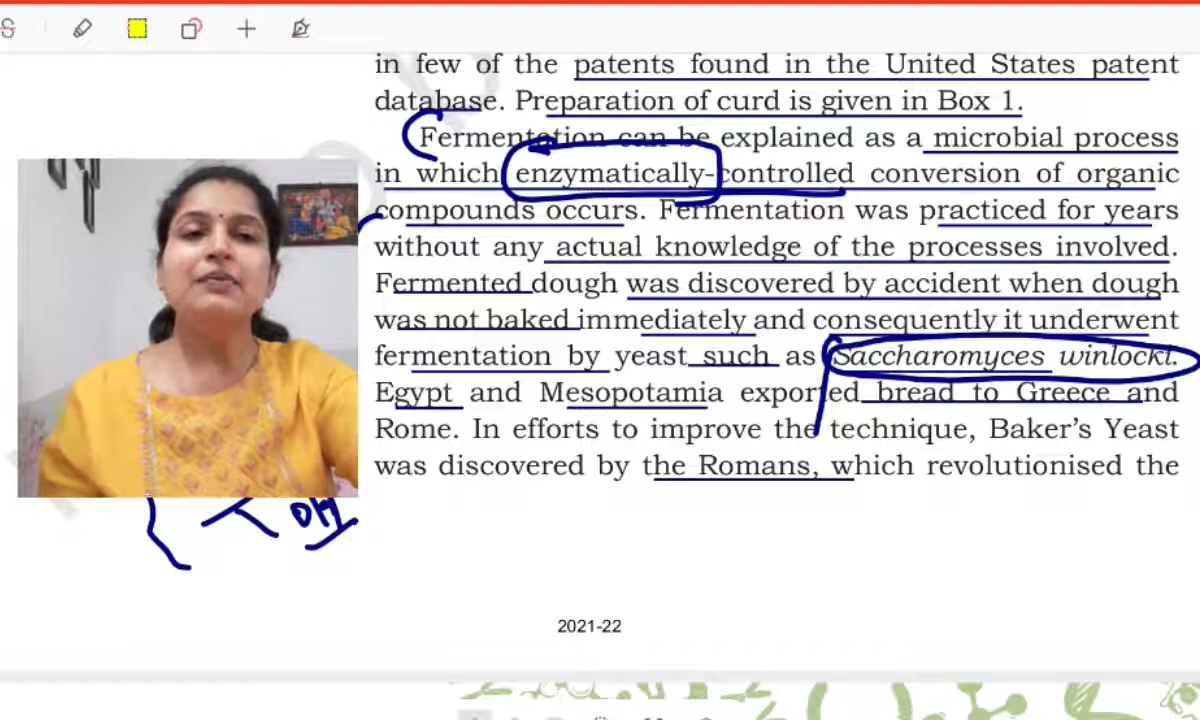 in few of the patents found in the United States patent
database. Preparation of curd is given in Box 1.
Fermentation can be explained as a microbial process
in which enzymatically-controlled conversion of organic
compounds occurs. Fermentation was practiced for years
without any actual knowledge of the processes involved.
Fermented dough was discovered by accident when dough
was not baked immediately and consequently it underwent
fermentation by yeast such as Saccharomyces winlocki.
Egypt and Mesopotamia exported bread to Greece and
Rome. In efforts to improve the technique, Baker's Yeast
was discovered by the Romans, which revolutionised the
2021-22